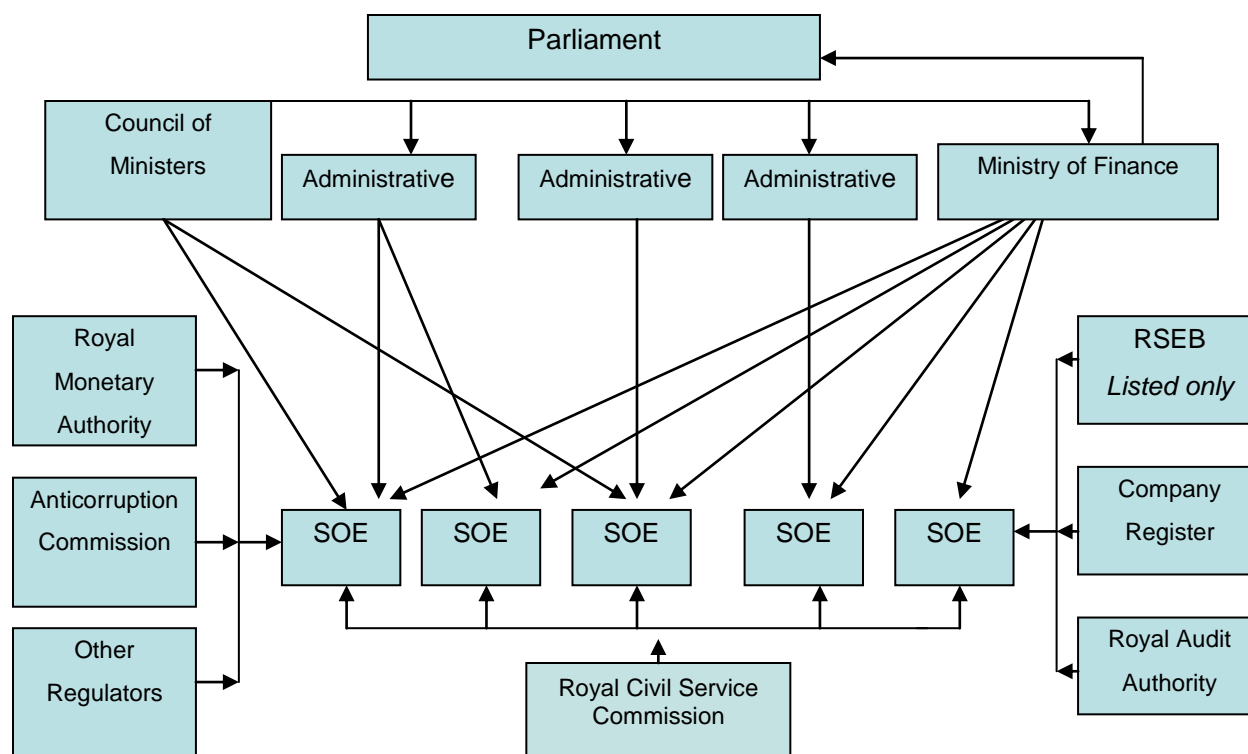 Parliament
Council of
Ministers
Administrative
Administrative
Administrative
Ministry of Finance
Royal
Monetary
Authority
RSEB
Listed only
Anticorruption
Commission
SOE
SOE
SOE
SOE
SOE
Company
Register
Other
Regulators
Royal Civil Service
Commission
Royal Audit
Authority